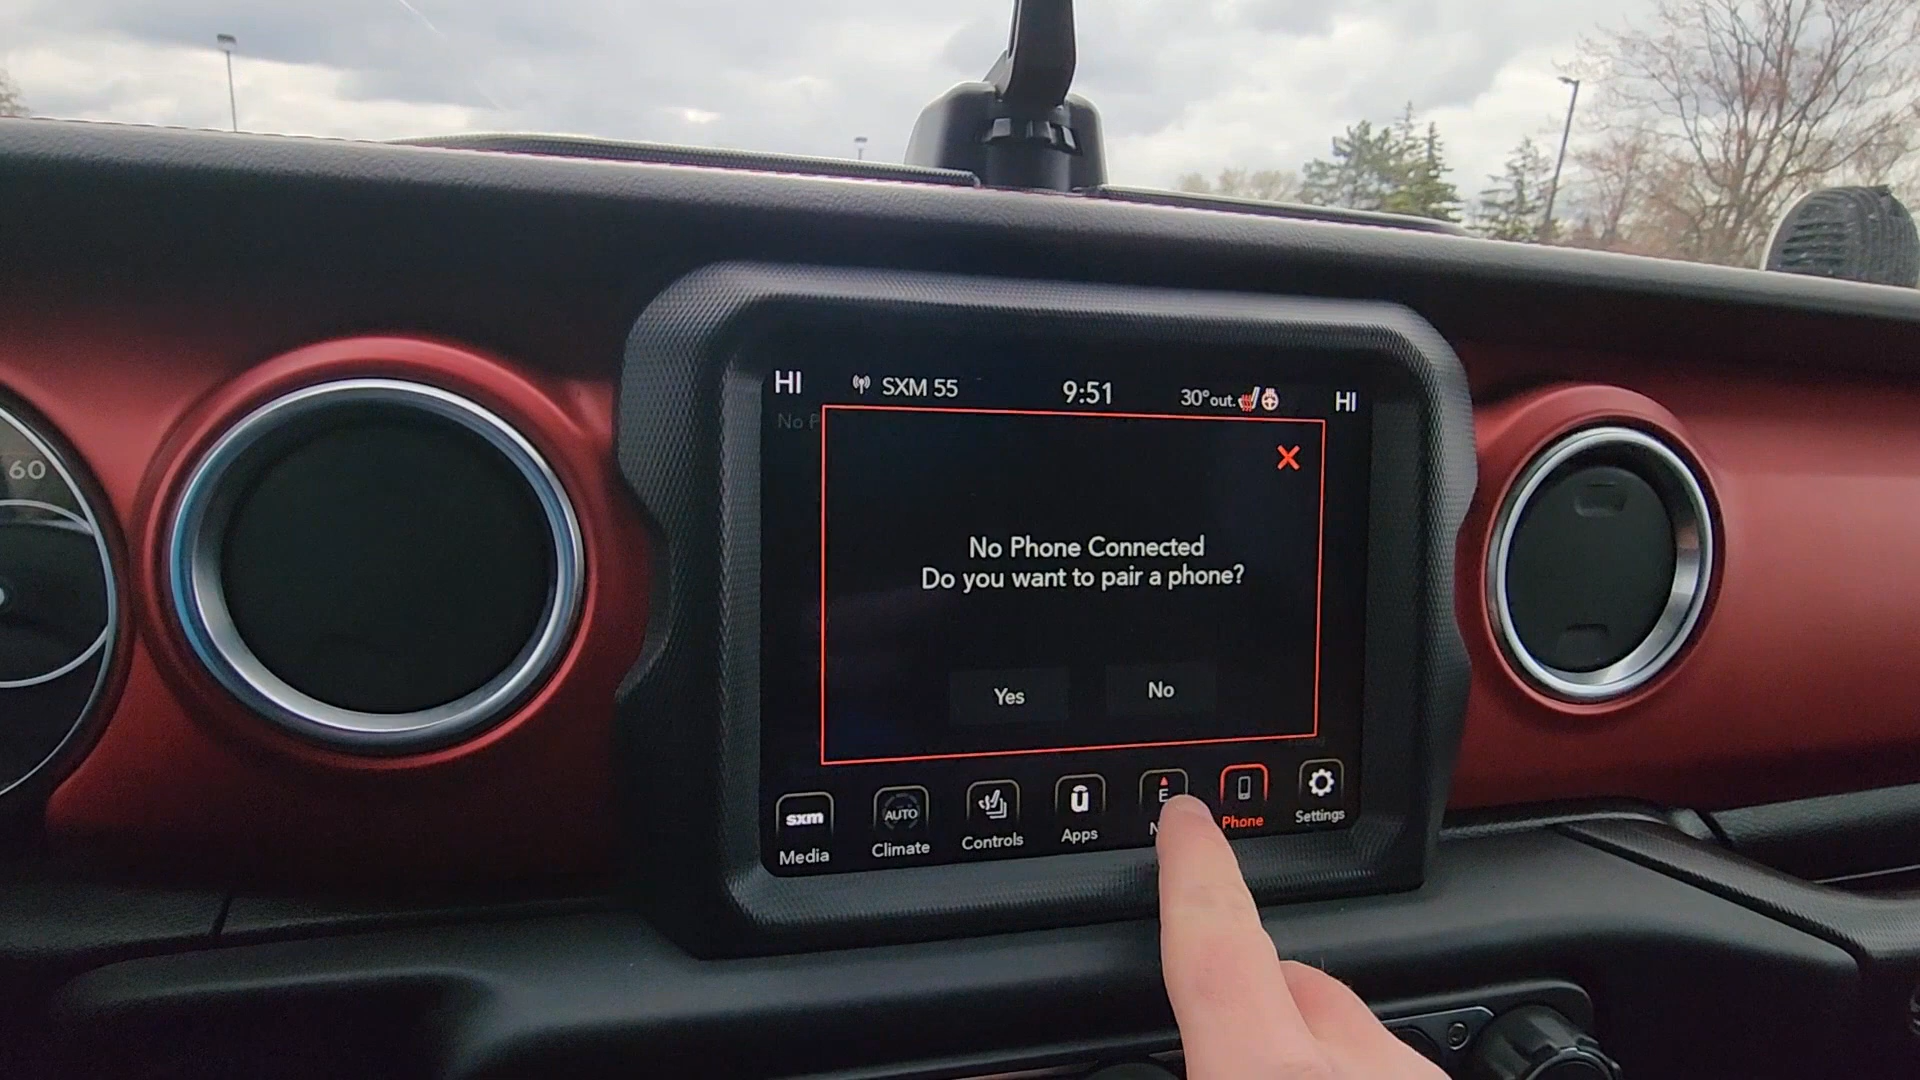 HI SXM 55 9:51 30°out. HI
No P
60
No Phone Connected
Do you want to pair a phone?
Yes No
sxm AUTO û E
Media Climate Controls Apps N Phone Settings